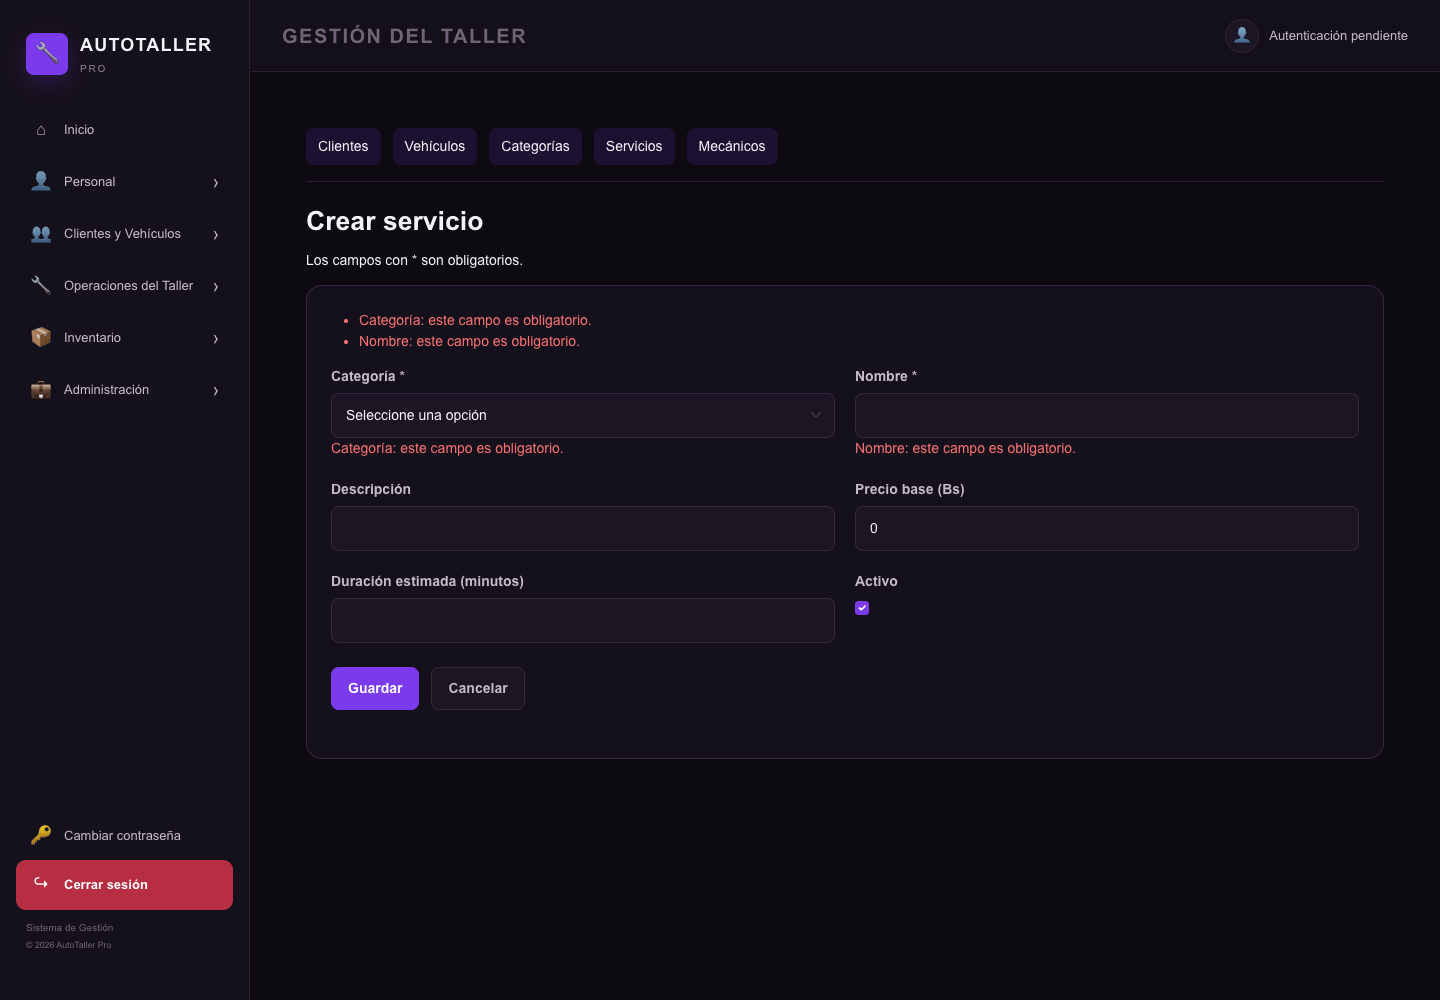 AUTOTALLER
PRO
Inicio
Personal
Clientes y Vehículos
Operaciones del Taller
Inventario
Administración
Cambiar contraseña
Cerrar sesión
Sistema de Gestión
© 2026 AutoTaller Pro
GESTIÓN DEL TALLER
Autenticación pendiente
Clientes Vehículos Categorías Servicios Mecánicos
Crear servicio
Los campos con * son obligatorios.
Categoría: este campo es obligatorio.
Nombre: este campo es obligatorio.
Categoría * Nombre *
Seleccione una opción
Categoría: este campo es obligatorio. Nombre: este campo es obligatorio.
Descripción Precio base (Bs)
0
Duración estimada (minutos) Activo
Guardar Cancelar